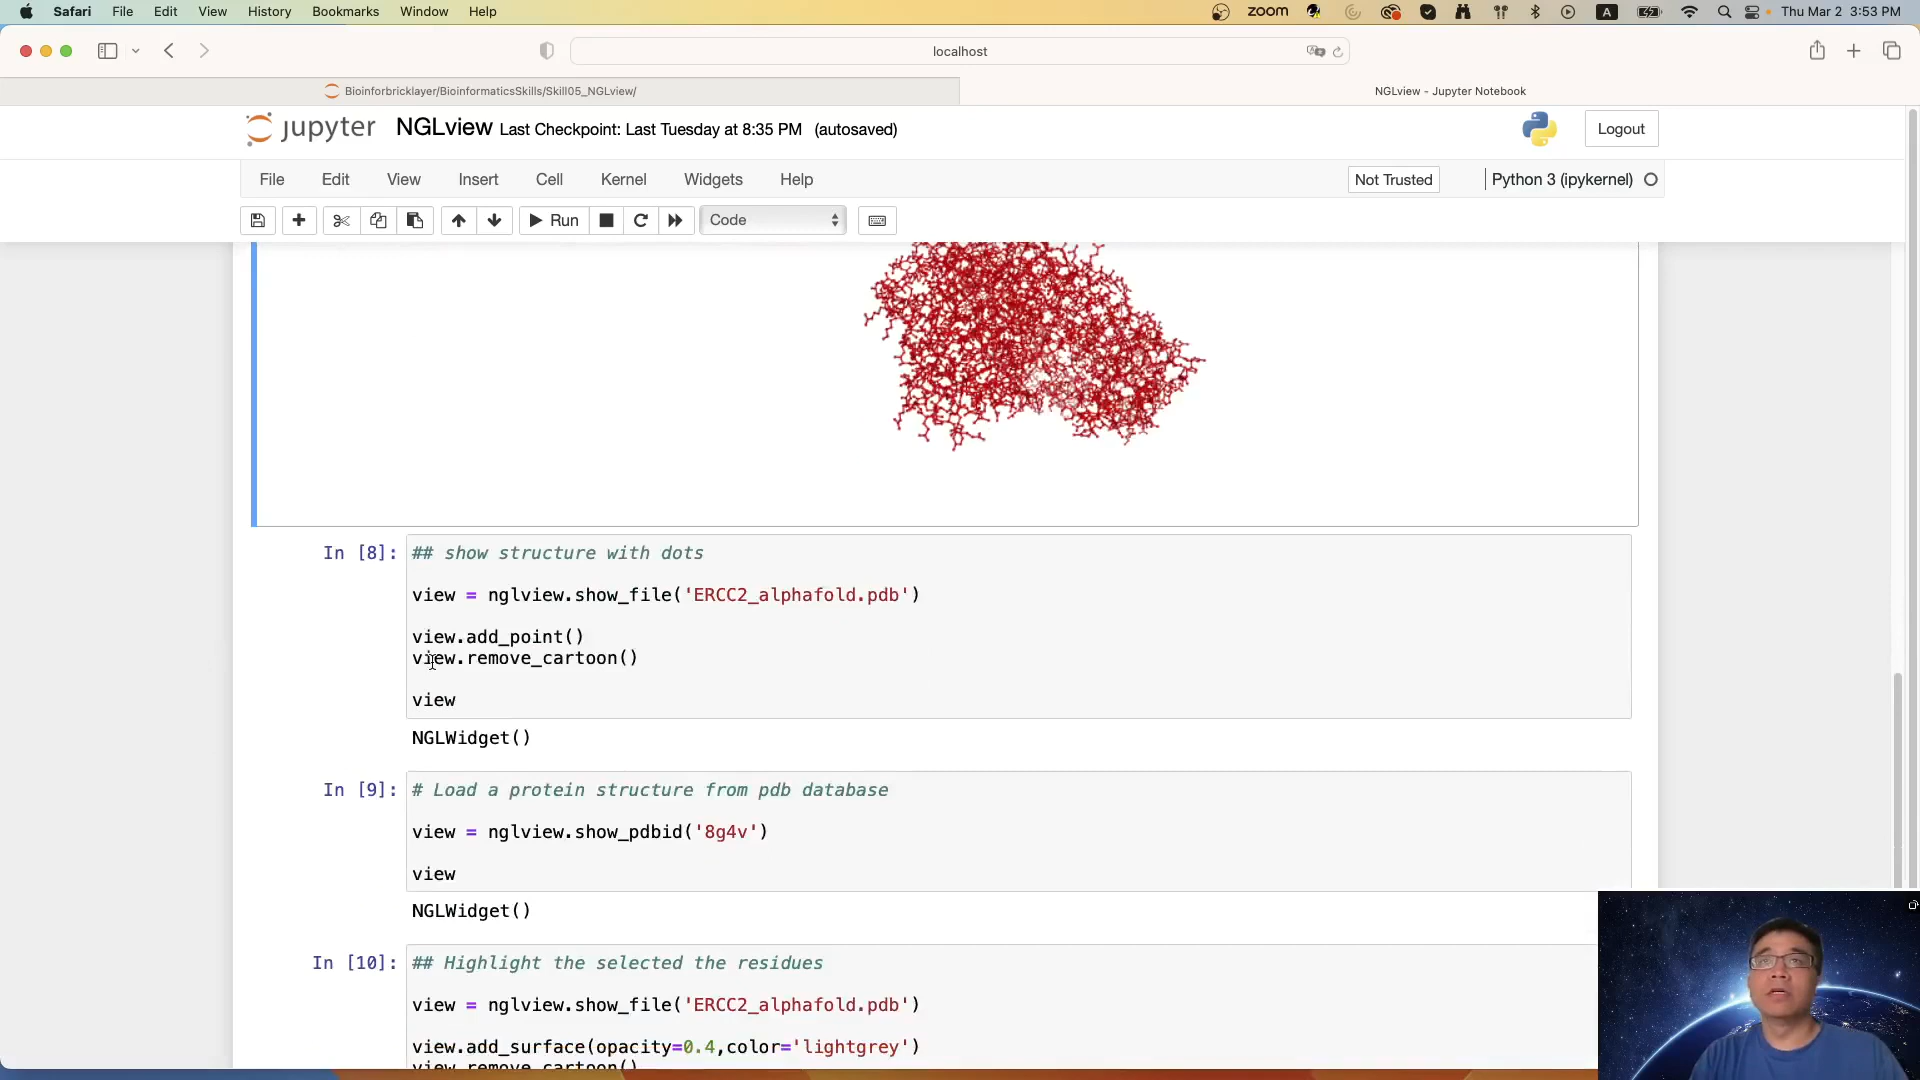 Safari File Edit View History Bookmarks Window Help zoom A Thu Mar 2 3:53 PM
localhost
Bioinforbricklayer/BioinformaticsSkills/Skill05_NGLview/ NGLview - Jupyter Notebook
jupyter NGLview Last Checkpoint: Last Tuesday at 8:35 PM (autosaved) Logout
File Edit View Insert Cell Kernel Widgets Help Not Trusted Python 3 (ipykernel)
Run Code
In [8]: ## show structure with dots
view = nglview.show_file('ERCC2_alphafold.pdb')
view.add_point()
view.remove_cartoon()
view
NGLWidget()
In [9]: # Load a protein structure from pdb database
view = nglview.show_pdbid('8g4v')
view
NGLWidget()
In [10]: ## Highlight the selected the residues
view = nglview.show_file('ERCC2_alphafold.pdb')
view.add_surface(opacity=0.4,color='lightgrey')
view.remove_cartoon()